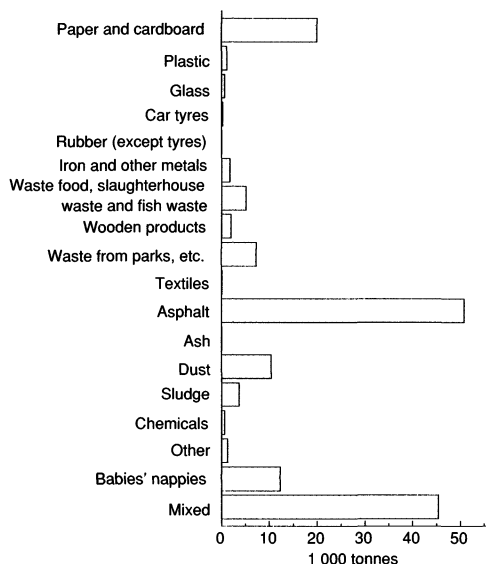 Paper and cardboard
Plastic
Glass
Car tyres
Rubber (except tyres)
Iron and other metals
Waste food, slaughterhouse
waste and fish waste
Wooden products
Waste from parks, etc.
Textiles
Asphalt
Ash
Dust
Sludge
Chemicals
Other
Babies' nappies
Mixed
0 10 20 30 40 50
1 000 tonnes